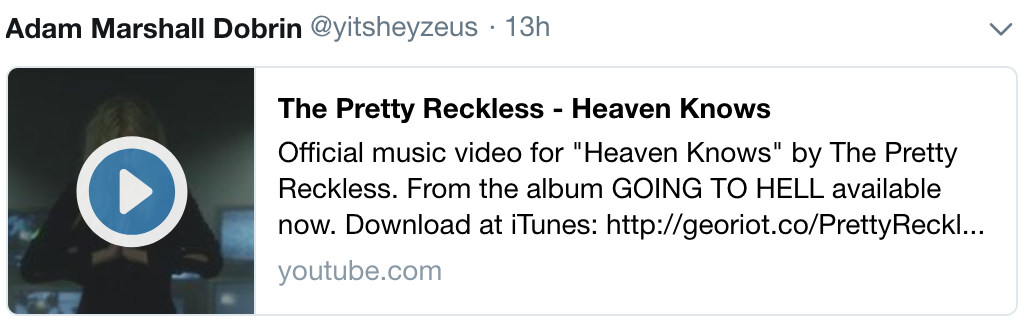 Adam Marshall Dobrin @yitsheyzeus · 13h
The Pretty Reckless - Heaven Knows
Official music video for "Heaven Knows" by The Pretty
Reckless. From the album GOING TO HELL available
now. Download at iTunes: http://georiot.co/PrettyReckl...
youtube.com